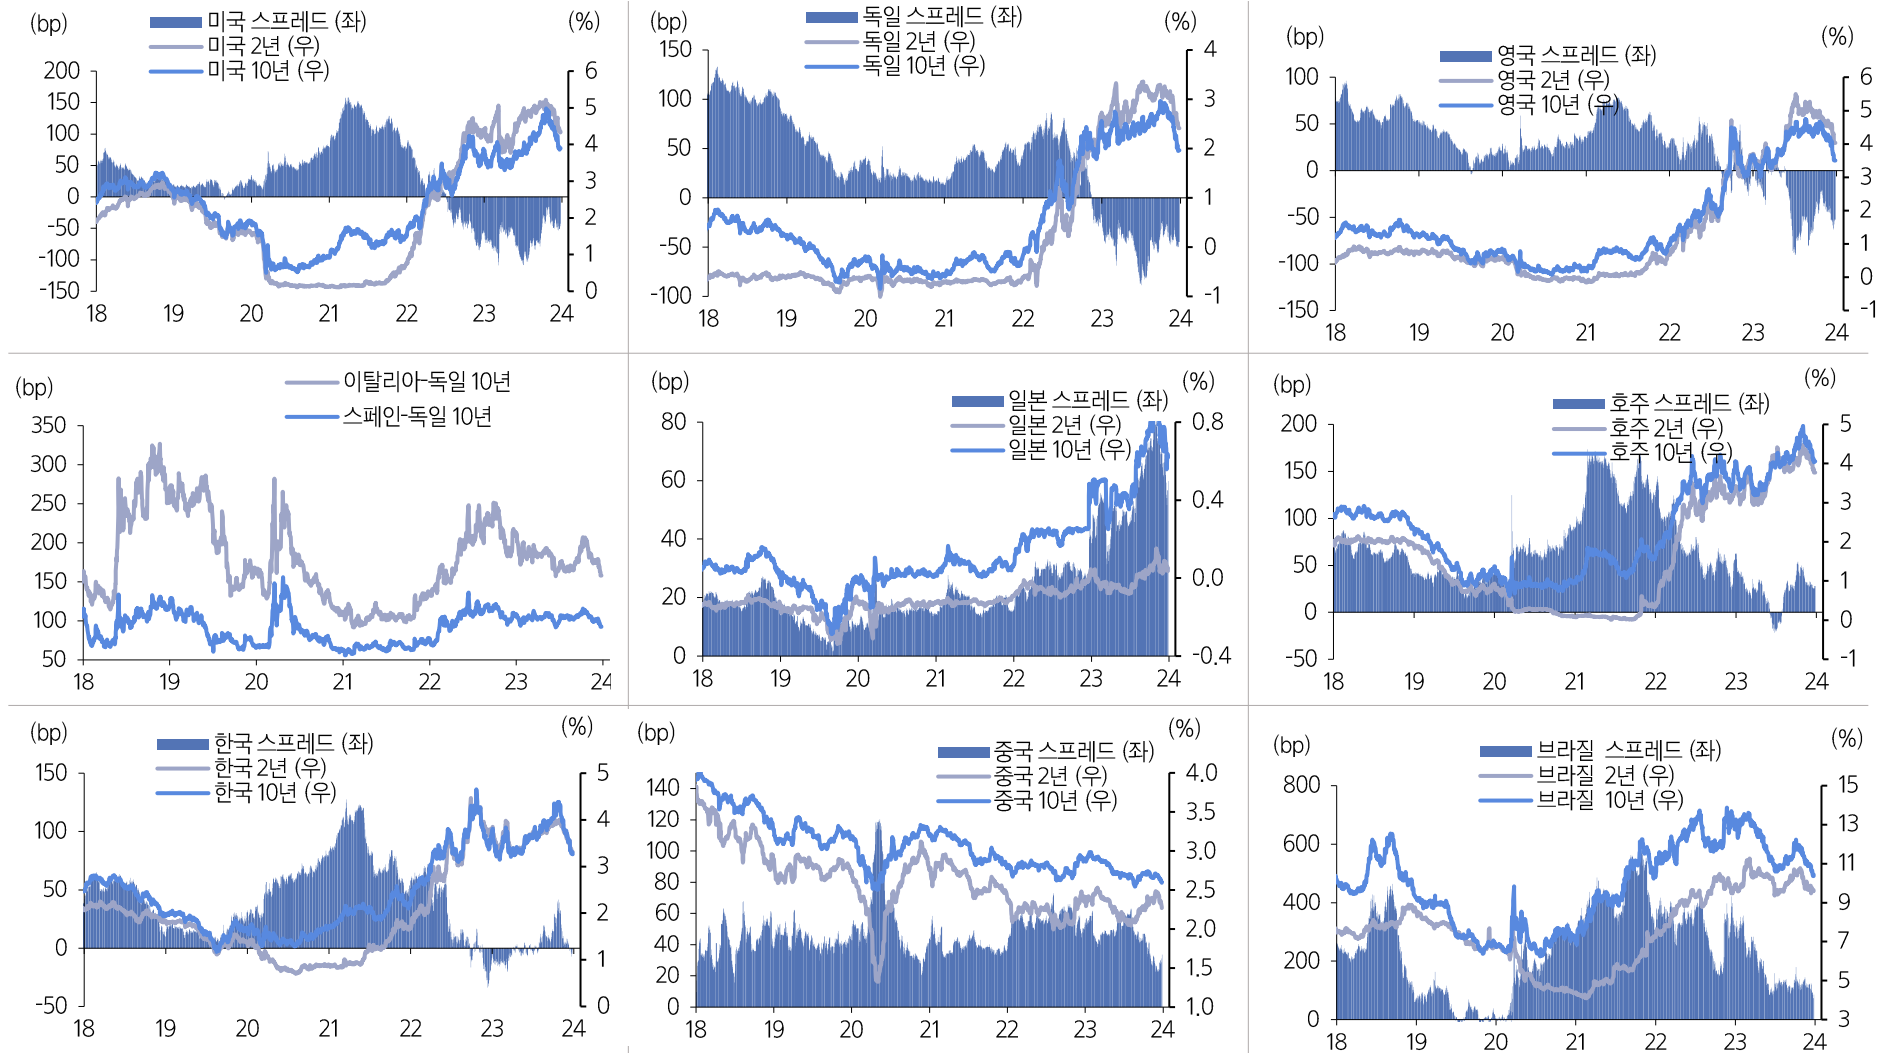 (bp)
미국 스프레드 (좌)
미국 2년 (우)
미국 10년 (우)
(%)
200
150
100
50
0
-50
-100
-150
6
5
4
3
2
1
0
18 19 20 21 22 23 24
(bp)
독일 스프레드 (좌)
독일 2년 (우)
독일 10년 (우)
(%)
150
100
50
0
-50
-100
4
3
2
1
0
-1
18 19 20 21 22 23 24
(bp)
영국 스프레드 (좌)
영국 2년 (우)
영국 10년 (우)
(%)
100
50
0
-50
-100
-150
6
5
4
3
2
1
0
-1
18 19 20 21 22 23 24
(bp)
이탈리아-독일 10년
스페인-독일 10년
350
300
250
200
150
100
50
18 19 20 21 22 23 24
(bp)
일본 스프레드 (좌)
일본 2년 (우)
일본 10년 (우)
(%)
80
60
40
20
0
0.8
0.4
0.0
-0.4
18 19 20 21 22 23 24
(bp)
호주 스프레드 (좌)
호주 2년 (우)
호주 10년 (우)
(%)
200
150
100
50
0
-50
5
4
3
2
1
0
-1
18 19 20 21 22 23 24
(bp)
한국 스프레드 (좌)
한국 2년 (우)
한국 10년 (우)
(%)
150
100
50
0
-50
5
4
3
2
1
0
18 19 20 21 22 23 24
(bp)
중국 스프레드 (좌)
중국 2년 (우)
중국 10년 (우)
(%)
140
120
100
80
60
40
20
0
4.0
3.5
3.0
2.5
2.0
1.5
1.0
18 19 20 21 22 23 24
(bp)
브라질 스프레드 (좌)
브라질 2년 (우)
브라질 10년 (우)
(%)
800
600
400
200
0
15
13
11
9
7
5
3
18 19 20 21 22 23 24